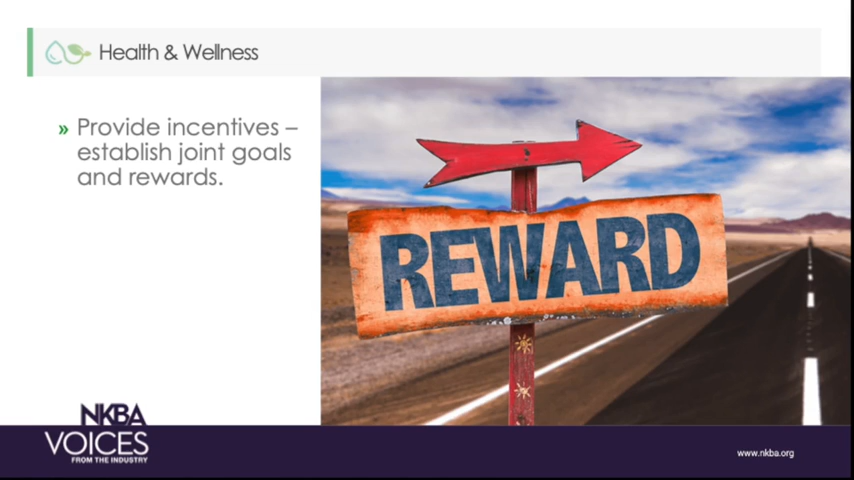 Health & Wellness
» Provide incentives –
establish joint goals
and rewards.
REWARD
NKBA
VOICES
FROM THE INDUSTRY
www.nkba.org